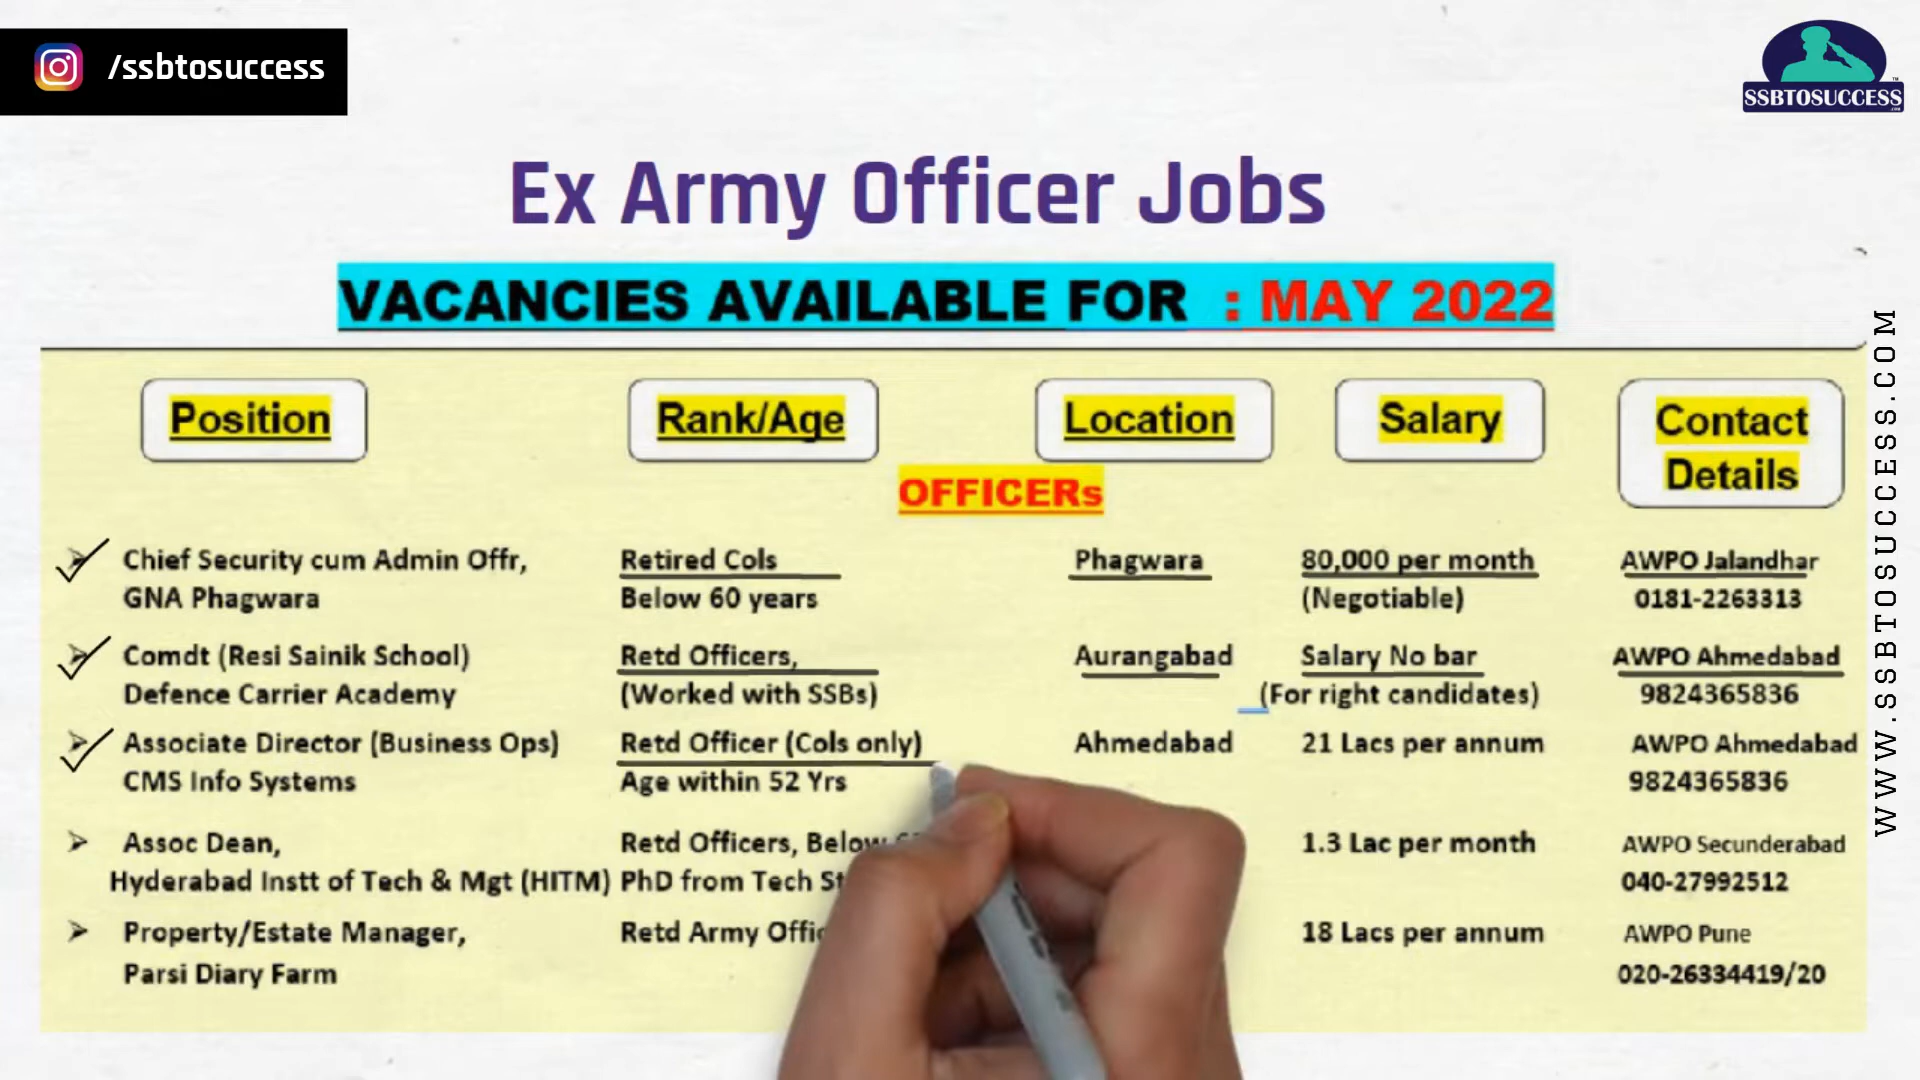 /ssbtosuccess
SSBTOSUCCESS
Ex Army Officer Jobs
VACANCIES AVAILABLE FOR : MAY 2022
Position Rank/Age Location Salary Contact Details
OFFICERs
Chief Security cum Admin Offr, Retired Cols Phagwara 80,000 per month AWPO Jalandhar
GNA Phagwara Below 60 years (Negotiable) 0181-2263313
Comdt (Resi Sainik School) Retd Officers, Aurangabad Salary No bar AWPO Ahmedabad
Defence Carrier Academy (Worked with SSBs) (For right candidates) 9824365836
Associate Director (Business Ops) Retd Officer (Cols only) Ahmedabad 21 Lacs per annum AWPO Ahmedabad
CMS Info Systems Age within 52 Yrs 9824365836
Assoc Dean, Retd Officers, Below 1.3 Lac per month AWPO Secunderabad
Hyderabad Instt of Tech & Mgt (HITM) PhD from Tech 040-27992512
Property/Estate Manager, Retd Army 18 Lacs per annum AWPO Pune
Parsi Diary Farm 020-26334419/20
WWW.SSBTOSUCCESS.COM